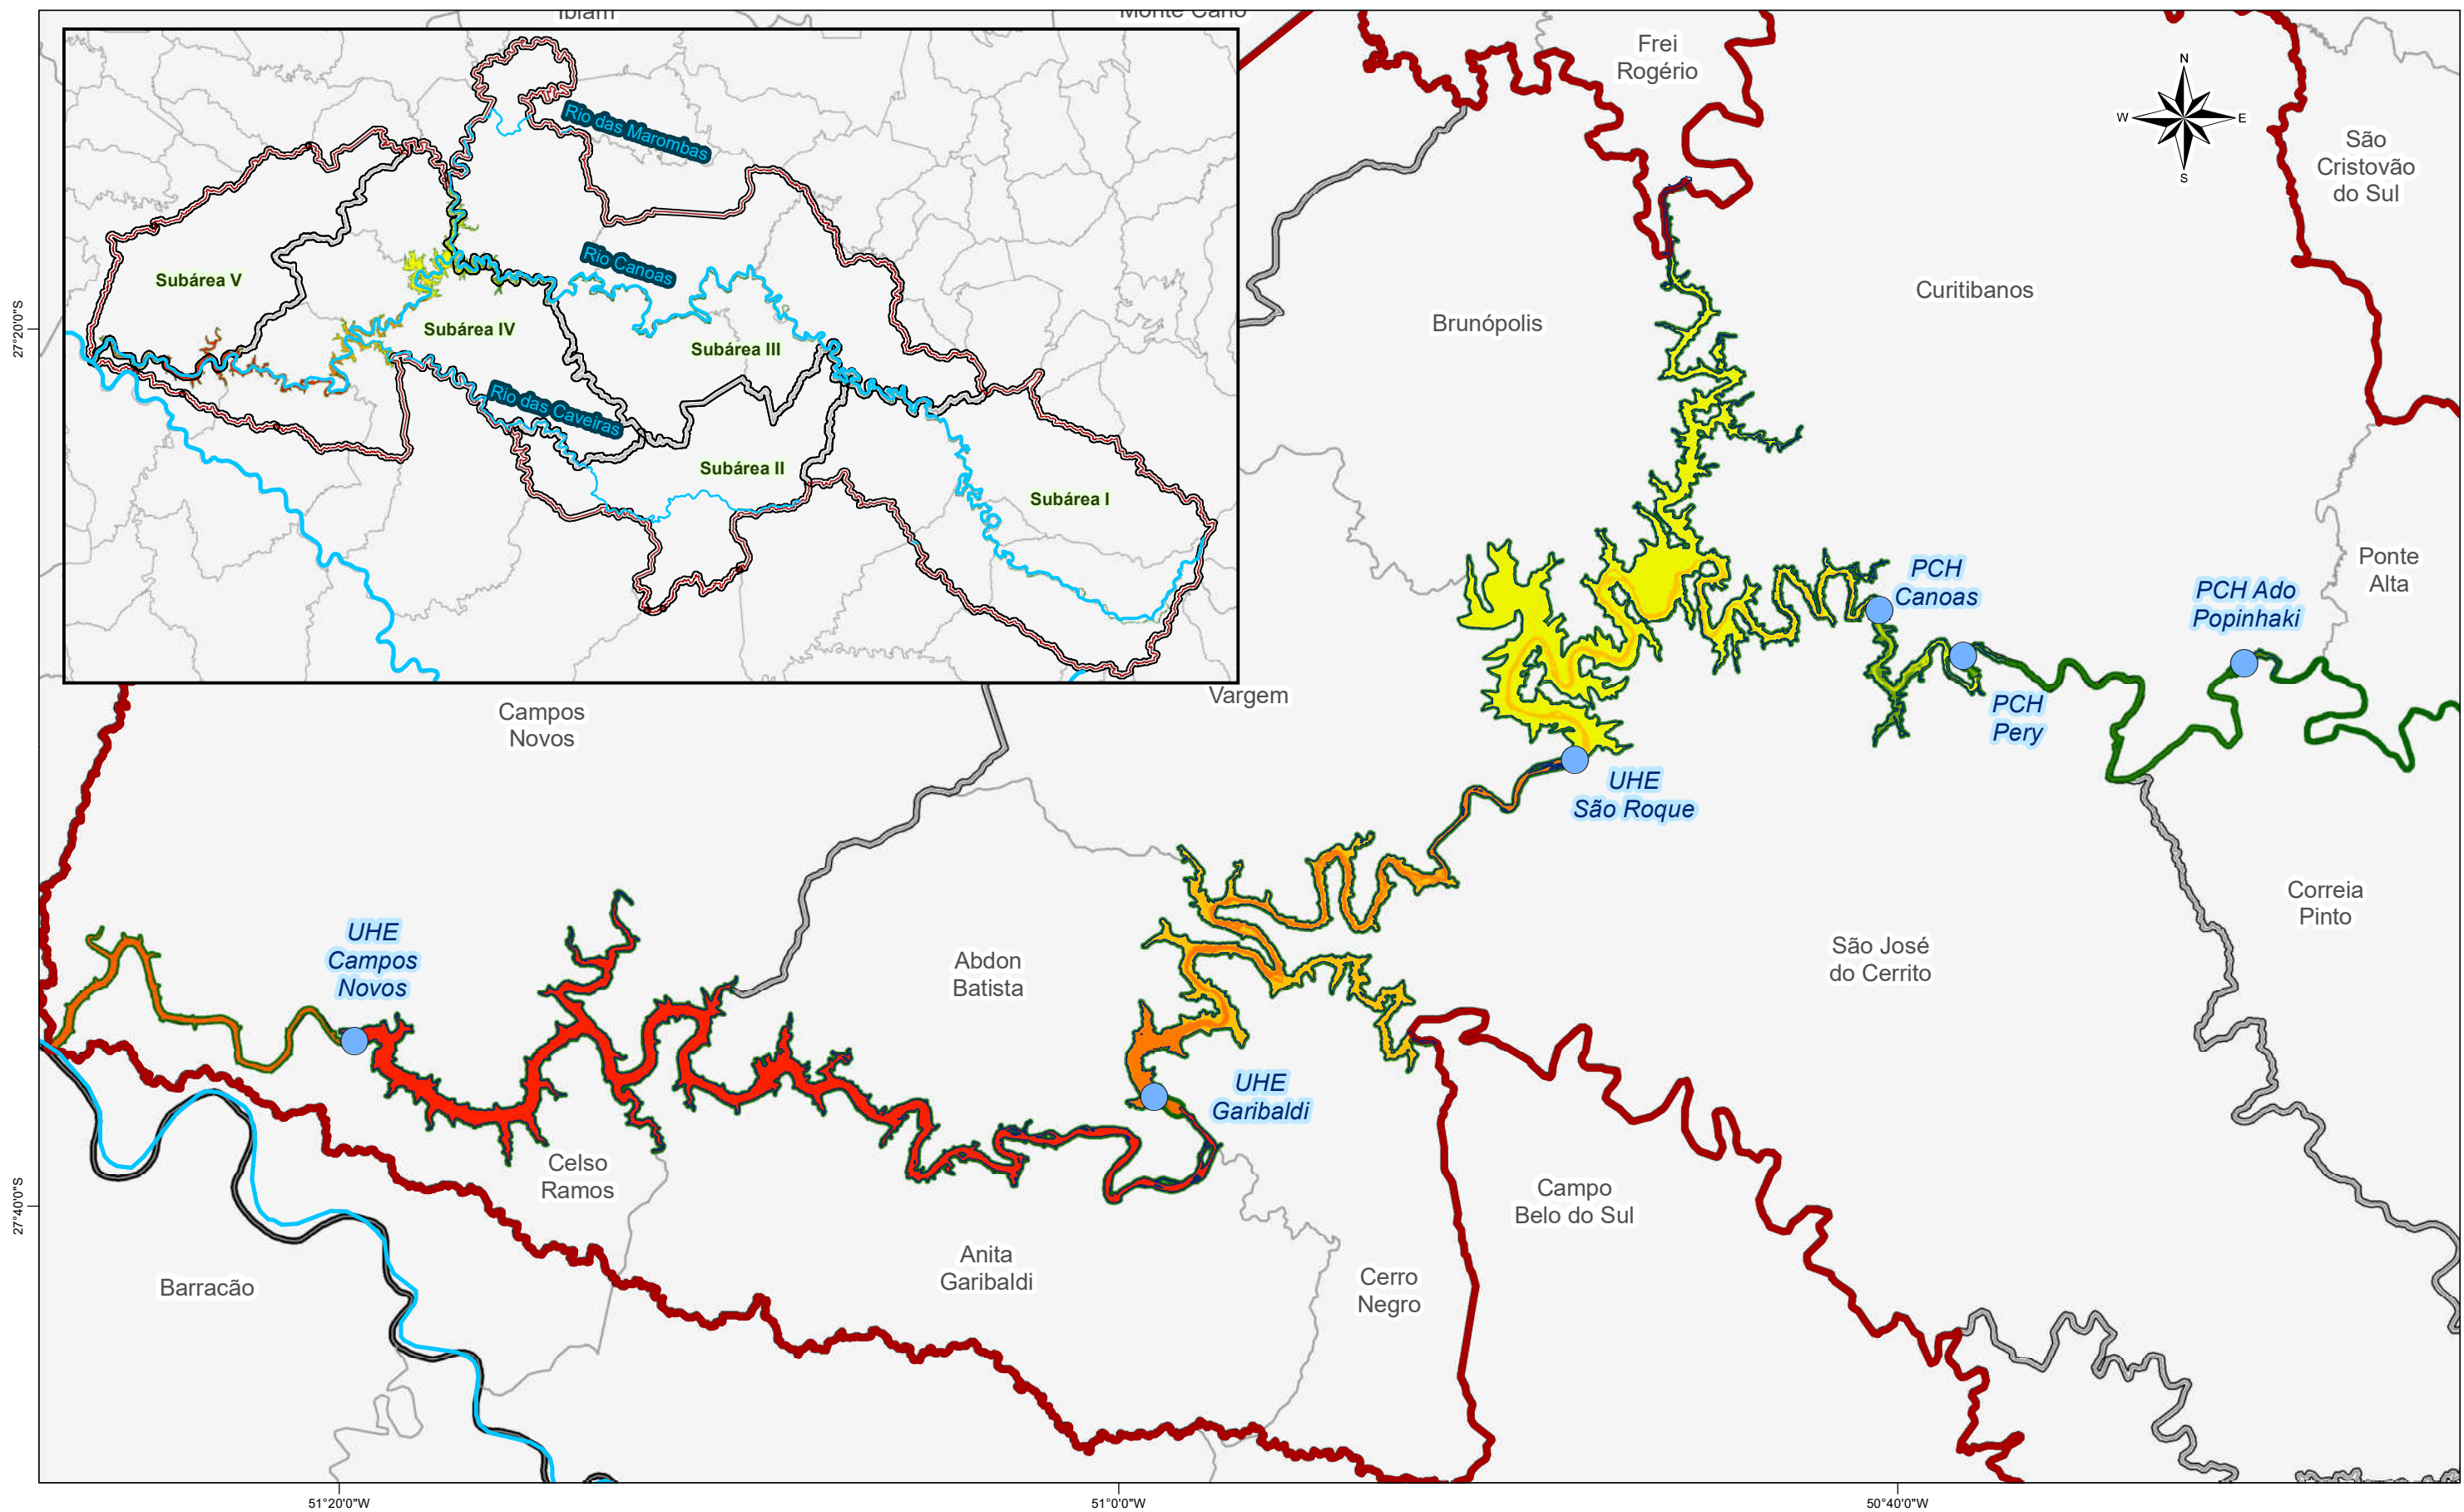 Ibiam
Monte Carlo
Frei
Rogério
N
W
E
S
São
Cristovão
do Sul
Rio das Marombas
Rio Canoas
Subárea V
Subárea IV
Subárea III
Rio das Caveiras
Subárea II
Subárea I
27°20'0"S
Brunópolis
Curitibanos
PCH
Canoas
PCH Ado
Popinhaki
Ponte
Alta
PCH
Pery
Vargem
Campos
Novos
UHE
São Roque
Correia
Pinto
UHE
Campos
Novos
Abdon
Batista
São José
do Cerrito
UHE
Garibaldi
Celso
Ramos
Campo
Belo do Sul
27°40'0"S
Barracão
Anita
Garibaldi
Cerro
Negro
51°20'0"W
51°0'0"W
50°40'0"W